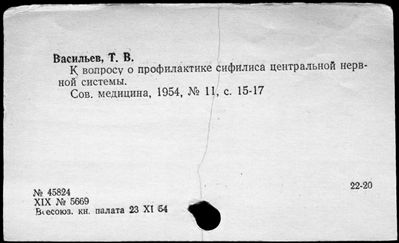 Васильев, Т. В.
К вопросу о профилактике сифилиса центральной нерв-
ной системы.
Сов. медицина, 1954, № 11, с. 15-17
№ 45824
22-20
XIX № 5669
Всесоюз. кн. палата 23 XI 54